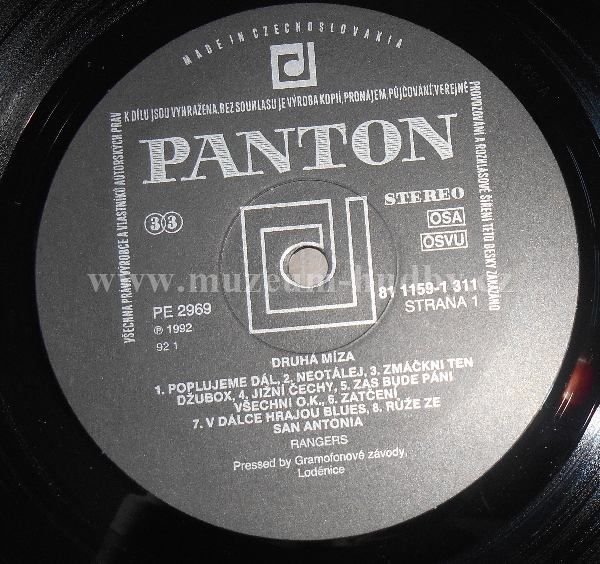 MADE IN CZECHOSLOVAKIA
VŠECHNA PRÁVA VÝROBCE A VLASTNÍKŮ AUTORSKÝCH PRÁV
K DÍLU JSOU VYHRAŽENA. BEZ SOUHLASU JE VÝROBA KOPIÍ, PRONÁJEM, PŮJČOVÁNÍ, VEŘEJNÉ
PROVOZOVÁNÍ A ROZHLASOVÉ ŠÍŘENÍ TÉTO DESKY ZAKÁZÁNO
PANTON
STEREO
33
OSA
OSVU
www.muzeum-hudby.cz
PE 2969
81 1159-1 311
STRANA 1
℗ 1992
92 1
DRUHÁ MÍZA
1. POPLUJEME DÁL, 2. NEOTÁLEJ, 3. ZMÁČKNI TEN
DŽUBOX, 4. JIŽNÍ ČECHY, 5. ZAS BUDE PÁNI
VŠECHNI O.K., 6. ZATČENÍ
7. V DÁLCE HRAJOU BLUES, 8. RŮŽE ZE
SAN ANTONIA
RANGERS
Pressed by Gramofonové závody,
Loděnice